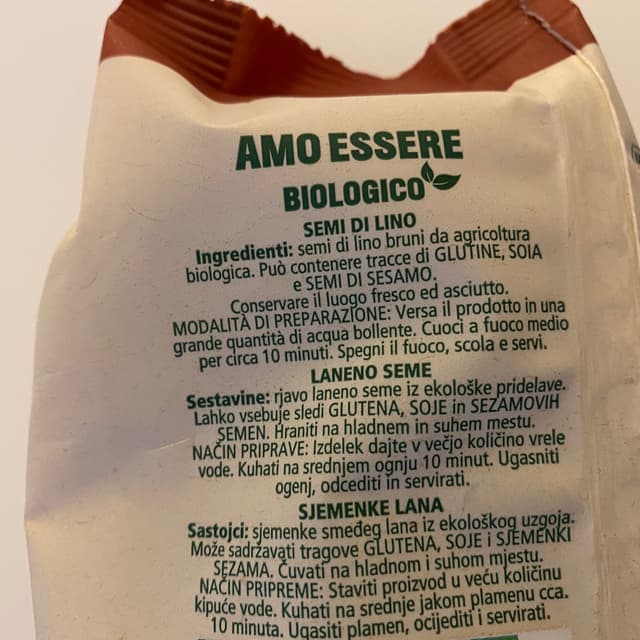 AMO ESSERE
BIOLOGICO
SEMI DI LINO
Ingredienti: semi di lino bruni da agricoltura
biologica. Può contenere tracce di GLUTINE, SOIA
e SEMI DI SESAMO.
Conservare il luogo fresco ed asciutto.
MODALITÀ DI PREPARAZIONE: Versa il prodotto in una
grande quantità di acqua bollente. Cuoci a fuoco medio
per circa 10 minuti. Spegni il fuoco, scola e servi.
LANENO SEME
Sestavine: rjavo laneno seme iz ekološke pridelave.
Lahko vsebuje sledi GLUTENA, SOJE in SEZAMOVIH
SEMEN. Hraniti na hladnem in suhem mestu.
NAČIN PRIPRAVE: Izdelek dajte v večjo količino vrele
vode. Kuhati na srednjem ognju 10 minut. Ugasniti
ogenj, odcediti in servirati.
SJEMENKE LANA
Sastojci: sjemenke smeđeg lana iz ekološkog uzgoja.
Može sadržavati tragove GLUTENA, SOJE i SJEMENKI
SEZAMA. Čuvati na hladnom i suhom mjestu.
NAČIN PRIPREME: Staviti proizvod u veću količinu
kipuće vode. Kuhati na srednje jakom plamenu cca.
10 minuta. Ugasiti plamen, ocijediti i servirati.